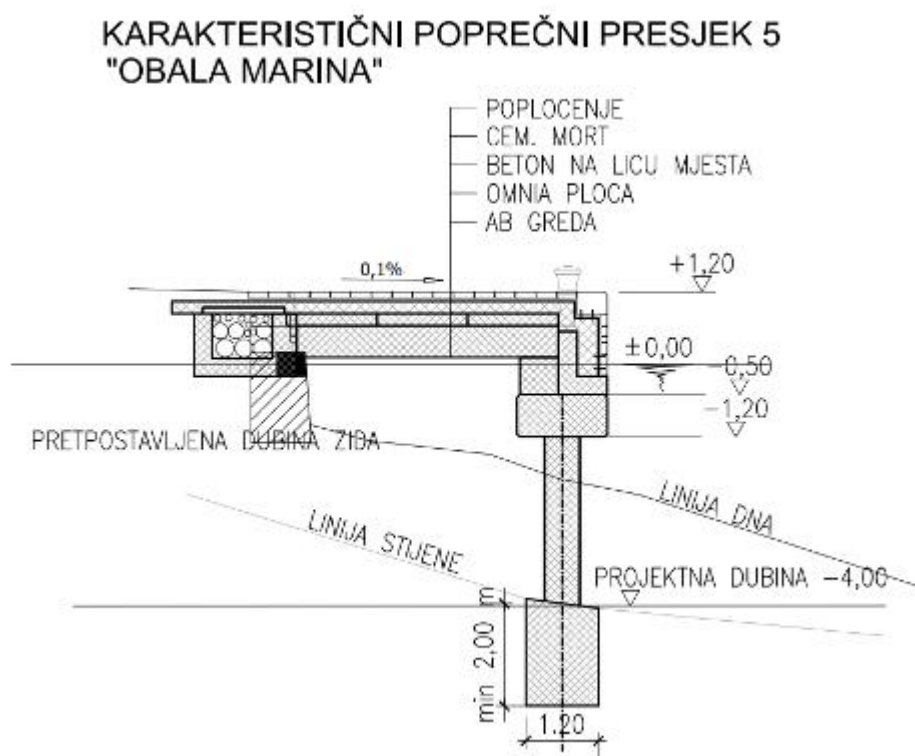 KARAKTERISTIČNI POPREČNI PRESJEK 5
"OBALA MARINA"
POPLOCENJE
CEM. MORT
BETON NA LICU MJESTA
OMNIA PLOCA
AB GREDA
0,1%
+1,20
±0,00
-0,50
-1,20
PRETPOSTAVLJENA DUBINA ZIDA
LINIJA DNA
LINIJA STIJENE
PROJEKTNA DUBINA -4,00
min 2,00 m
1.20